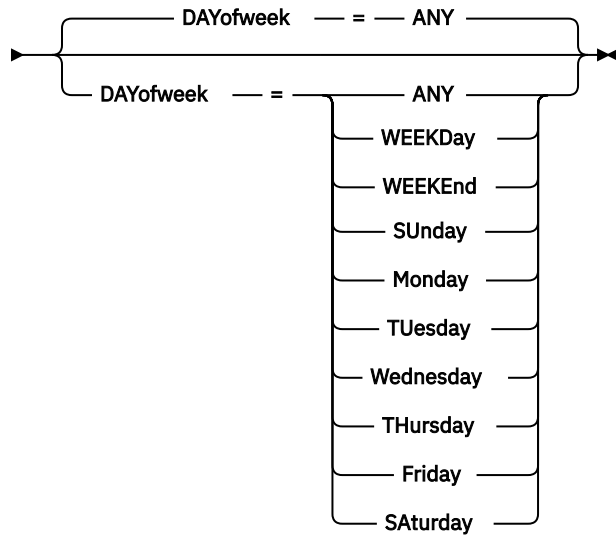 DAYofweek = ANY
DAYofweek = ANY
WEEKDay
WEEKEnd
SUnday
Monday
TUesday
Wednesday
THursday
Friday
SAturday